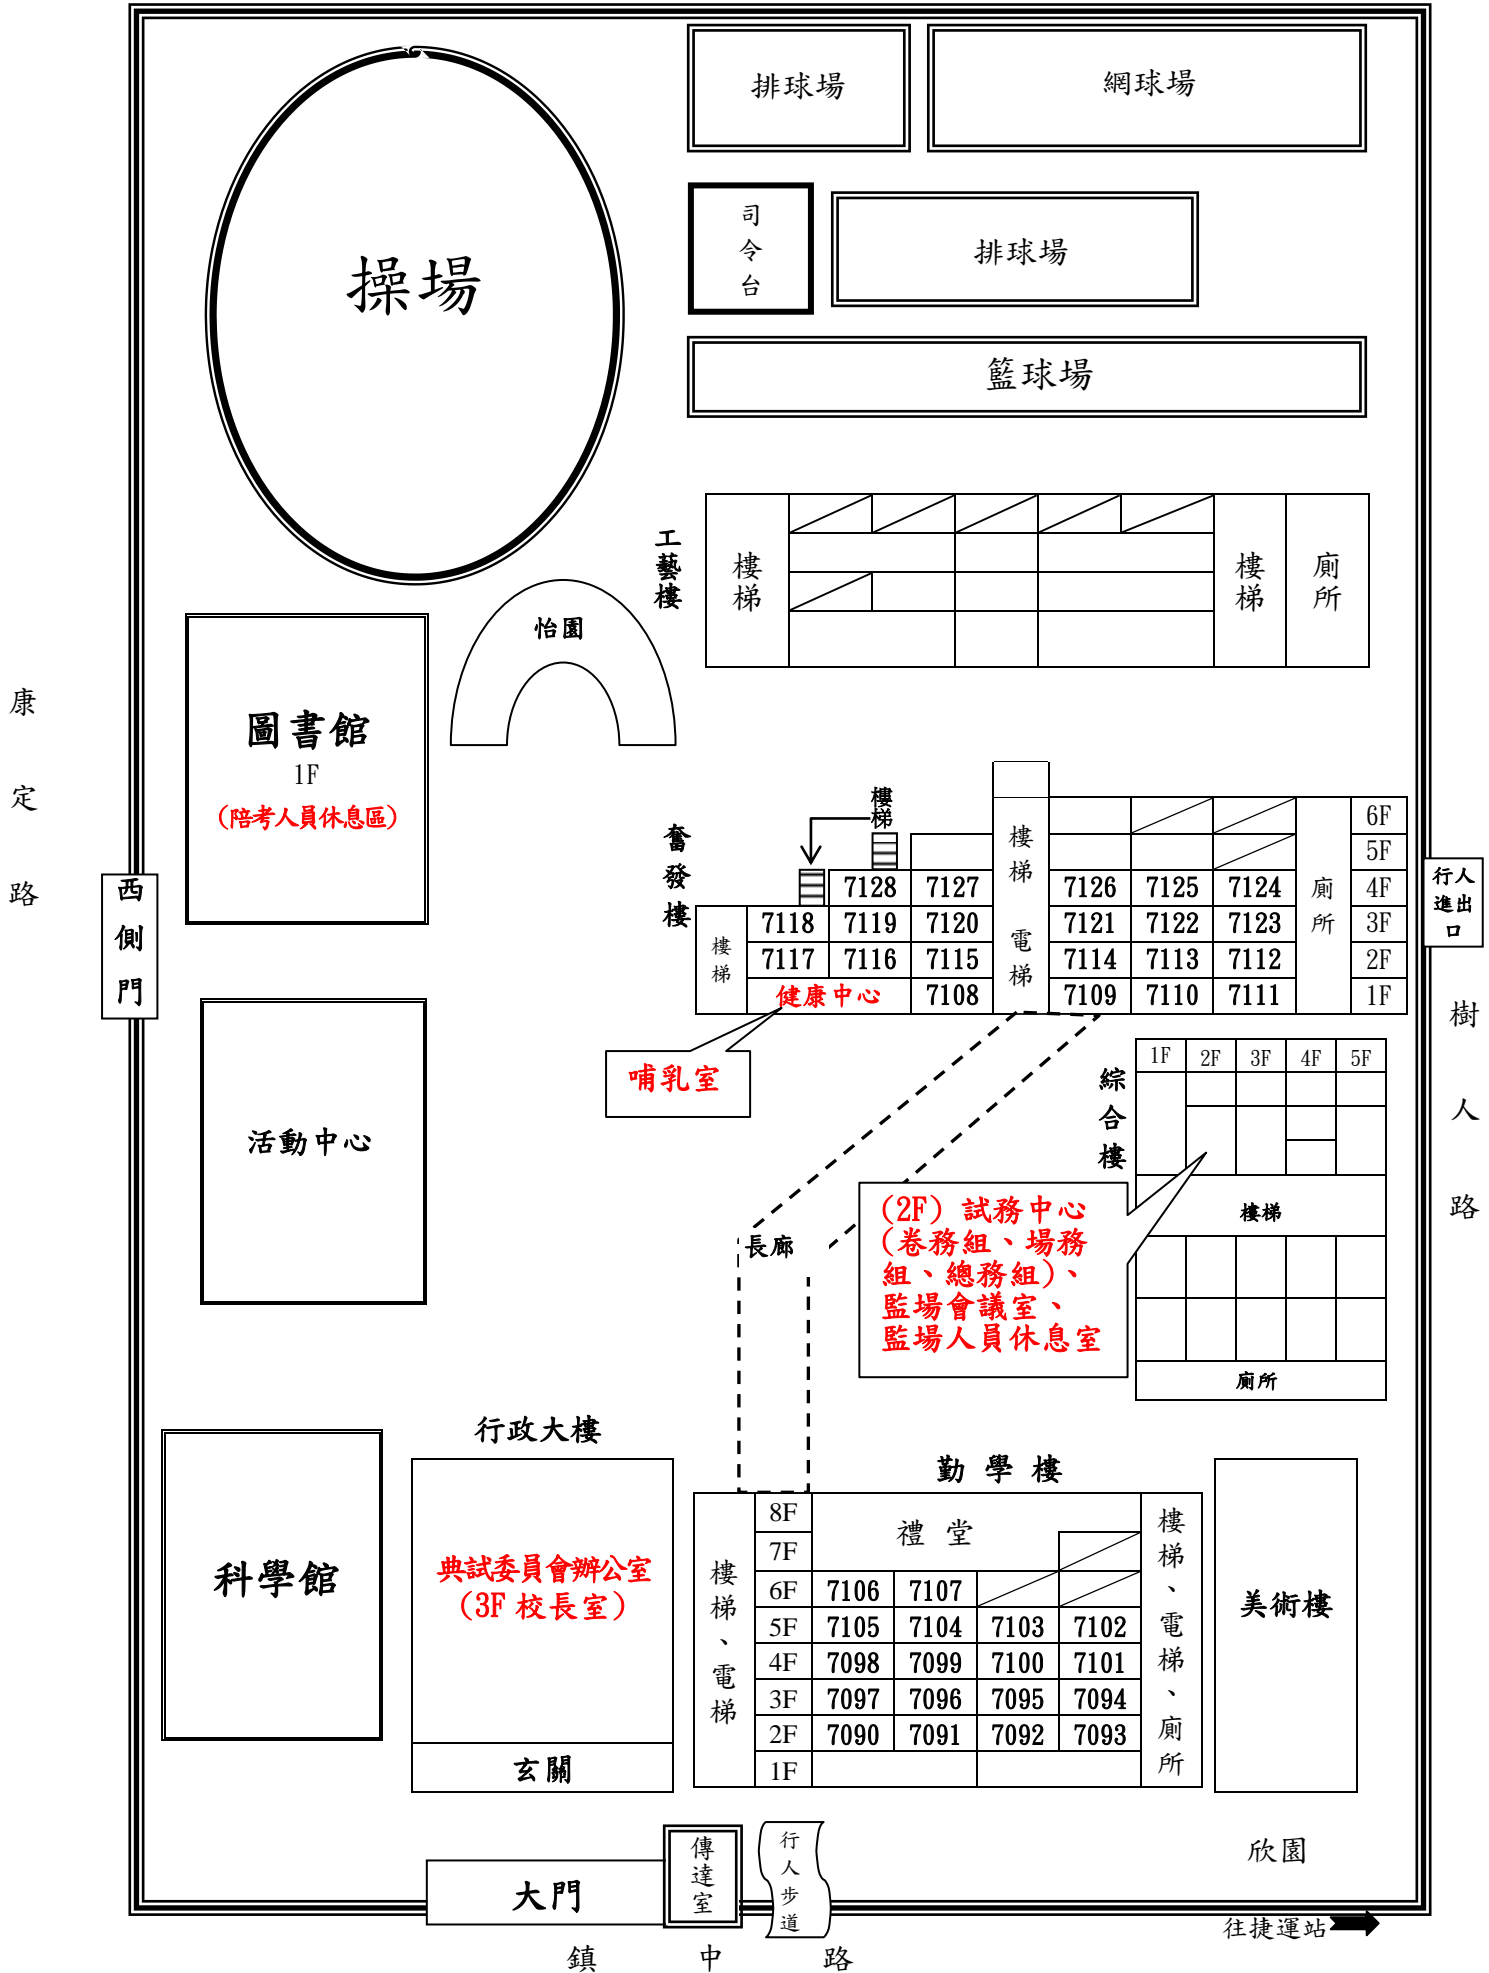 排球場
網球場
司令台
操場
排球場
籃球場
工藝樓
樓梯
樓梯
廁所
怡園
圖書館
1F
(陪考人員休息區)
康定路
西側門
奮發樓
樓梯
樓梯 電梯
廁所
6F
5F
7128 7127 7126 7125 7124 4F
7118 7119 7120 7121 7122 7123 3F
樓梯
7117 7116 7115 7114 7113 7112 2F
健康中心 7108 7109 7110 7111 1F
哺乳室
行人進出口
樹人路
綜合樓
1F 2F 3F 4F 5F
樓梯
廁所
(2F) 試務中心
(卷務組、場務
組、總務組)、
監場會議室、
監場人員休息室
長廊
活動中心
行政大樓
典試委員會辦公室
(3F 校長室)
玄關
科學館
勤學樓
樓梯、電梯
8F 禮堂
7F
6F 7106 7107
5F 7105 7104 7103 7102
4F 7098 7099 7100 7101
3F 7097 7096 7095 7094
2F 7090 7091 7092 7093
1F
樓梯、電梯、廁所
美術樓
欣園
大門
傳達室
行人步道
往捷運站
鎮中路